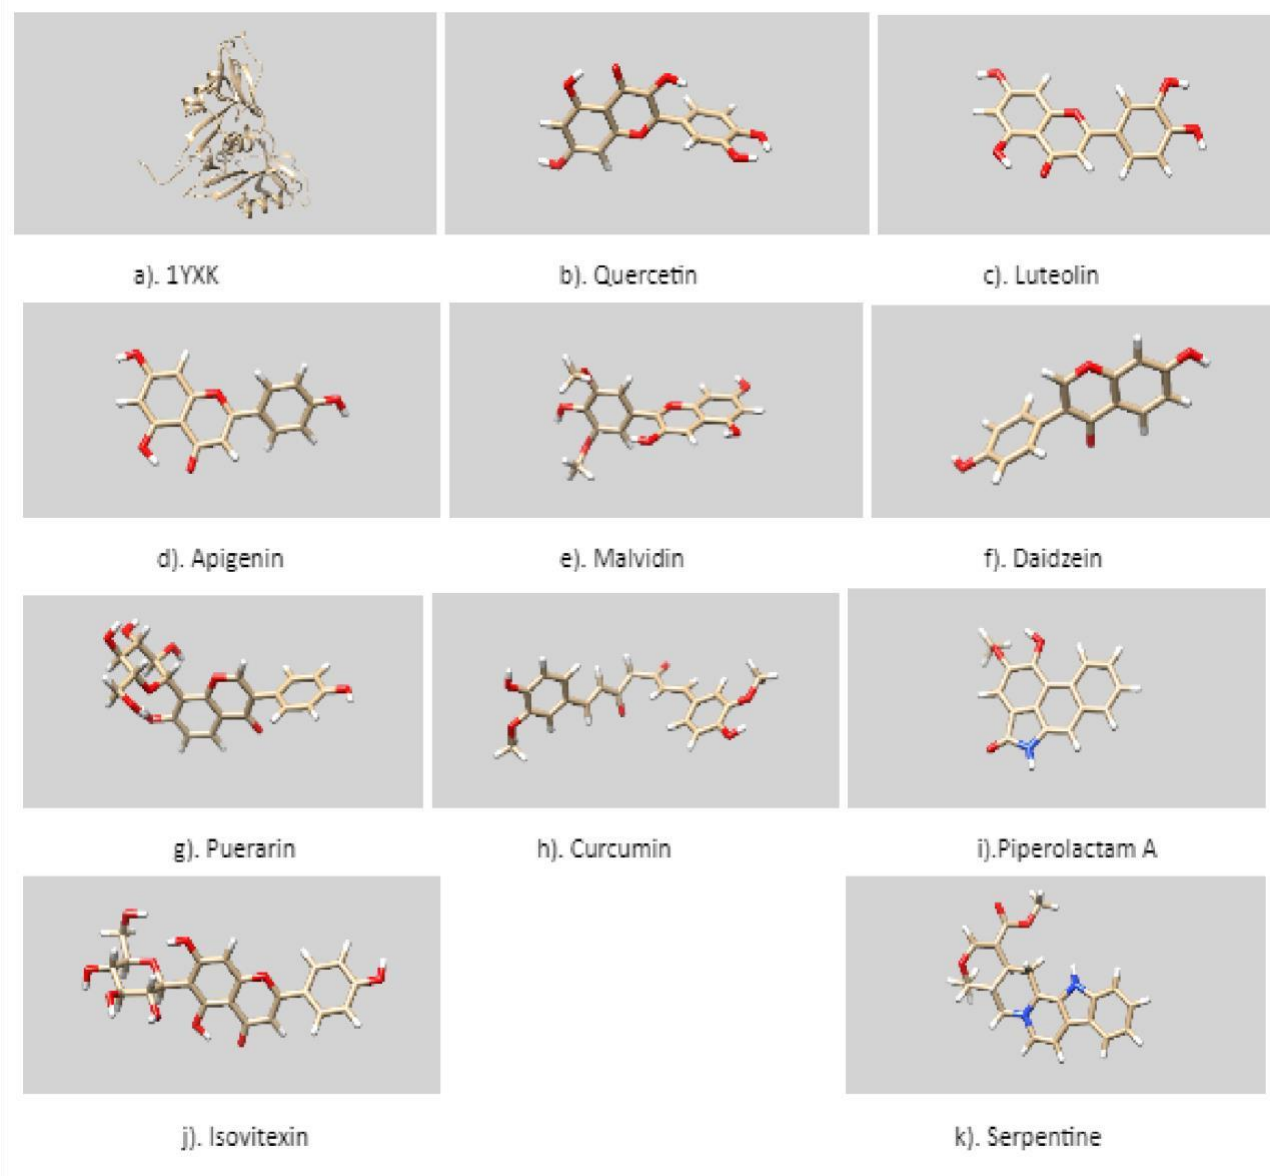 a). 1YXK
b). Quercetin
c). Luteolin
d). Apigenin
e). Malvidin
f). Daidzein
g). Puerarin
h). Curcumin
i).Piperolactam A
j). Isovitexin
k). Serpentine